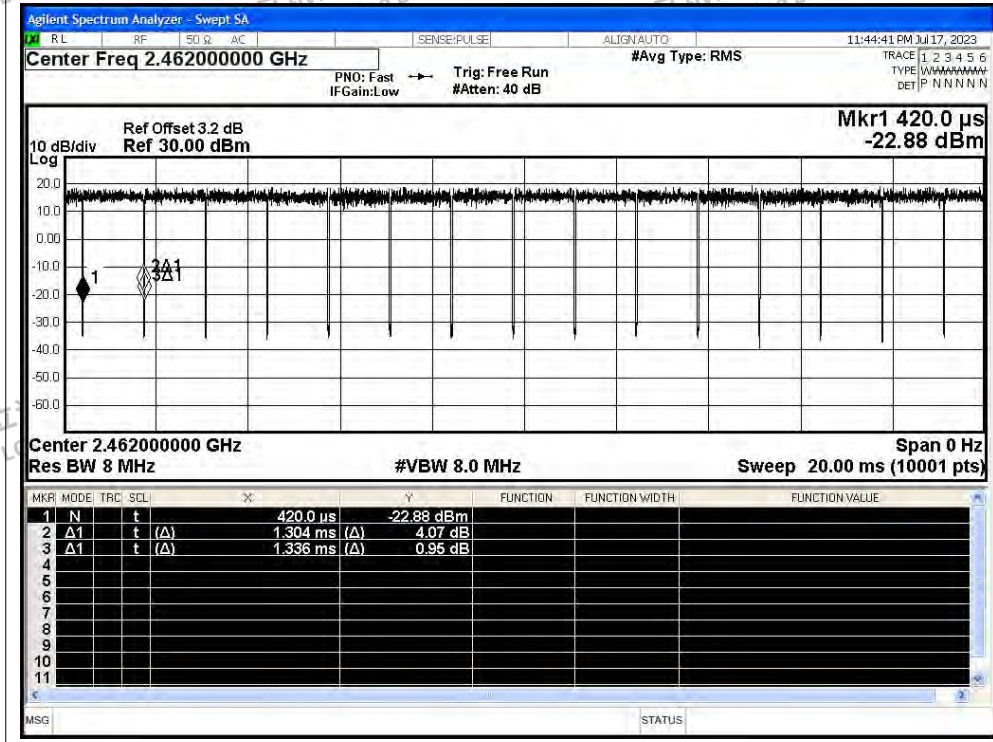 Agilent Spectrum Analyzer - Swept SA
RL RF 50 Ω AC SENSE:PULSE ALIGNAUTO 11:44:41 PM Jul 17, 2023
Center Freq 2.462000000 GHz #Avg Type: RMS TRACE 1 2 3 4 5 6
PNO: Fast Trig: Free Run TYPE WWWWWW
IFGain:Low #Atten: 40 dB DET P N N N N N
Mkr1 420.0 µs
Ref Offset 3.2 dB
10 dB/div Ref 30.00 dBm -22.88 dBm
Log
20.0
10.0
0.00
-10.0
-20.0
-30.0
-40.0
-50.0
-60.0
1
2Δ1
3Δ1
Center 2.462000000 GHz Span 0 Hz
Res BW 8 MHz #VBW 8.0 MHz Sweep 20.00 ms (10001 pts)
MKR MODE TRC SCL X Y FUNCTION FUNCTION WIDTH FUNCTION VALUE
1 N t 420.0 µs -22.88 dBm
2 Δ1 t (Δ) 1.304 ms (Δ) 4.07 dB
3 Δ1 t (Δ) 1.336 ms (Δ) 0.95 dB
4
5
6
7
8
9
10
11
MSG STATUS